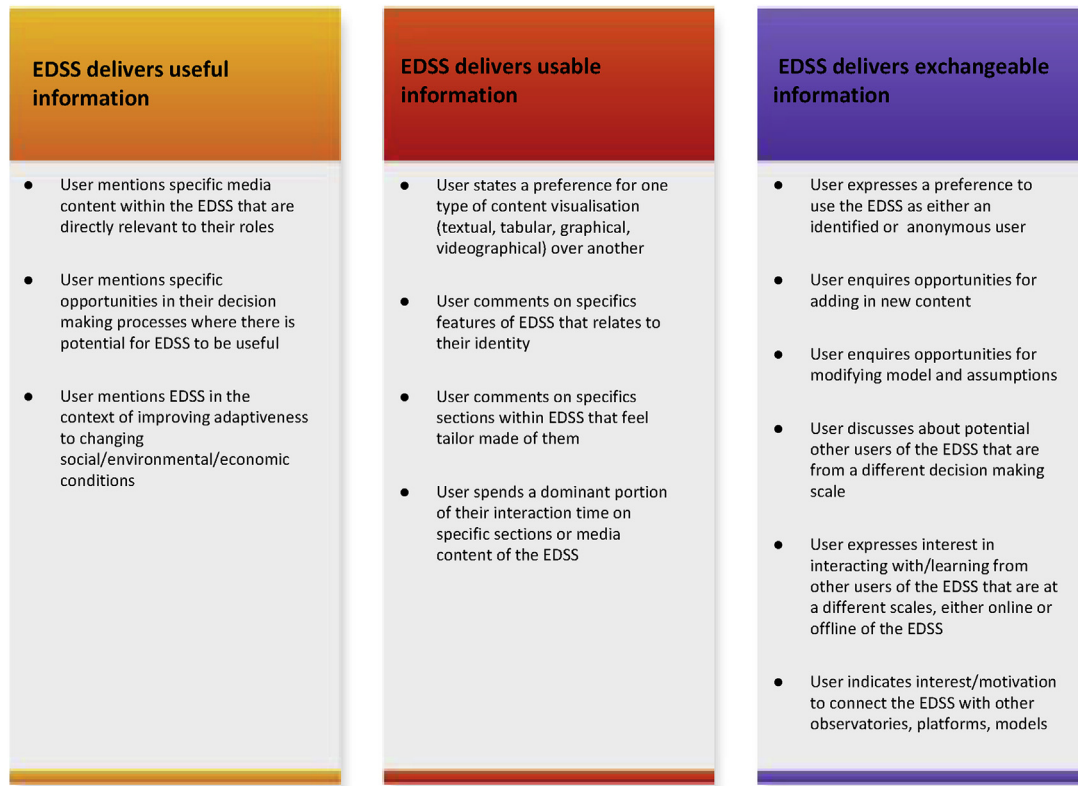 EDSS delivers useful
information
● User mentions specific media
content within the EDSS that are
directly relevant to their roles
● User mentions specific
opportunities in their decision
making processes where there is
potential for EDSS to be useful
● User mentions EDSS in the
context of improving adaptiveness
to changing
social/environmental/economic
conditions
EDSS delivers usable
information
● User states a preference for one
type of content visualisation
(textual, tabular, graphical,
videographical) over another
● User comments on specifics
features of EDSS that relates to
their identity
● User comments on specifics
sections within EDSS that feel
tailor made of them
● User spends a dominant portion
of their interaction time on
specific sections or media
content of the EDSS
EDSS delivers exchangeable
information
● User expresses a preference to
use the EDSS as either an
identified or anonymous user
● User enquires opportunities for
adding in new content
● User enquires opportunities for
modifying model and assumptions
● User discusses about potential
other users of the EDSS that are
from a different decision making
scale
● User expresses interest in
interacting with/learning from
other users of the EDSS that are at
a different scales, either online or
offline of the EDSS
● User indicates interest/motivation
to connect the EDSS with other
observatories, platforms, models